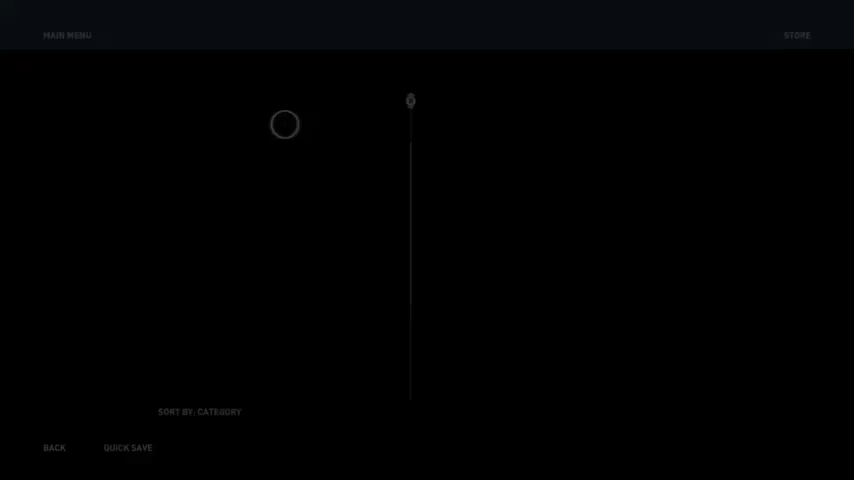 MAIN MENU
STORE
SORT BY: CATEGORY
BACK
QUICK SAVE